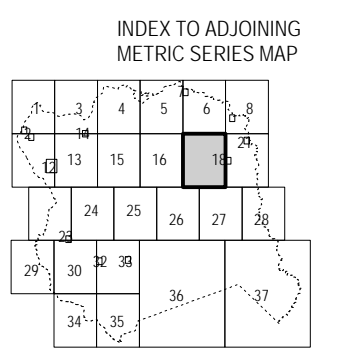 INDEX TO ADJOINING
METRIC SERIES MAP
7
1 3 4 5 6 8
2 14 21
12 13 15 16 18
24 25 26 27 28
23
29 30 32 33 36 37
34 35